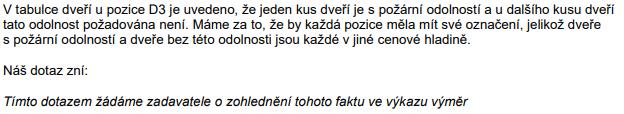 V tabulce dveří u pozice D3 je uvedeno, že jeden kus dveří je s požární odolností a u dalšího kusu dveří
tato odolnost požadována není. Máme za to, že by každá pozice měla mít své označení, jelikož dveře
s požární odolností a dveře bez této odolnosti jsou každé v jiné cenové hladině.
Náš dotaz zní:
Tímto dotazem žádáme zadavatele o zohlednění tohoto faktu ve výkazu výměr